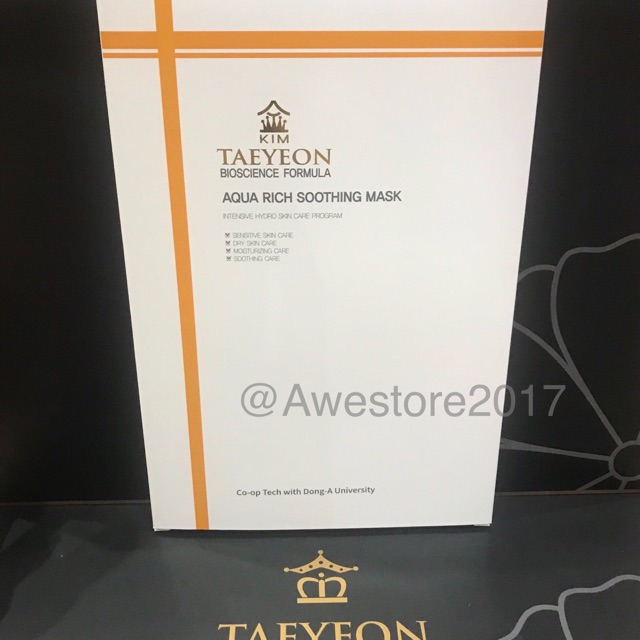 KIM
TAEYEON
BIOSCIENCE FORMULA
AQUA RICH SOOTHING MASK
INTENSIVE HYDRO SKIN CARE PROGRAM
SENSITIVE SKIN CARE
DRY SKIN CARE
MOISTURIZING CARE
SOOTHING CARE
@Awestore2017
Co-op Tech with Dong-A University
TAEYEON